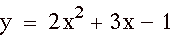 y = 2x² + 3x − 1